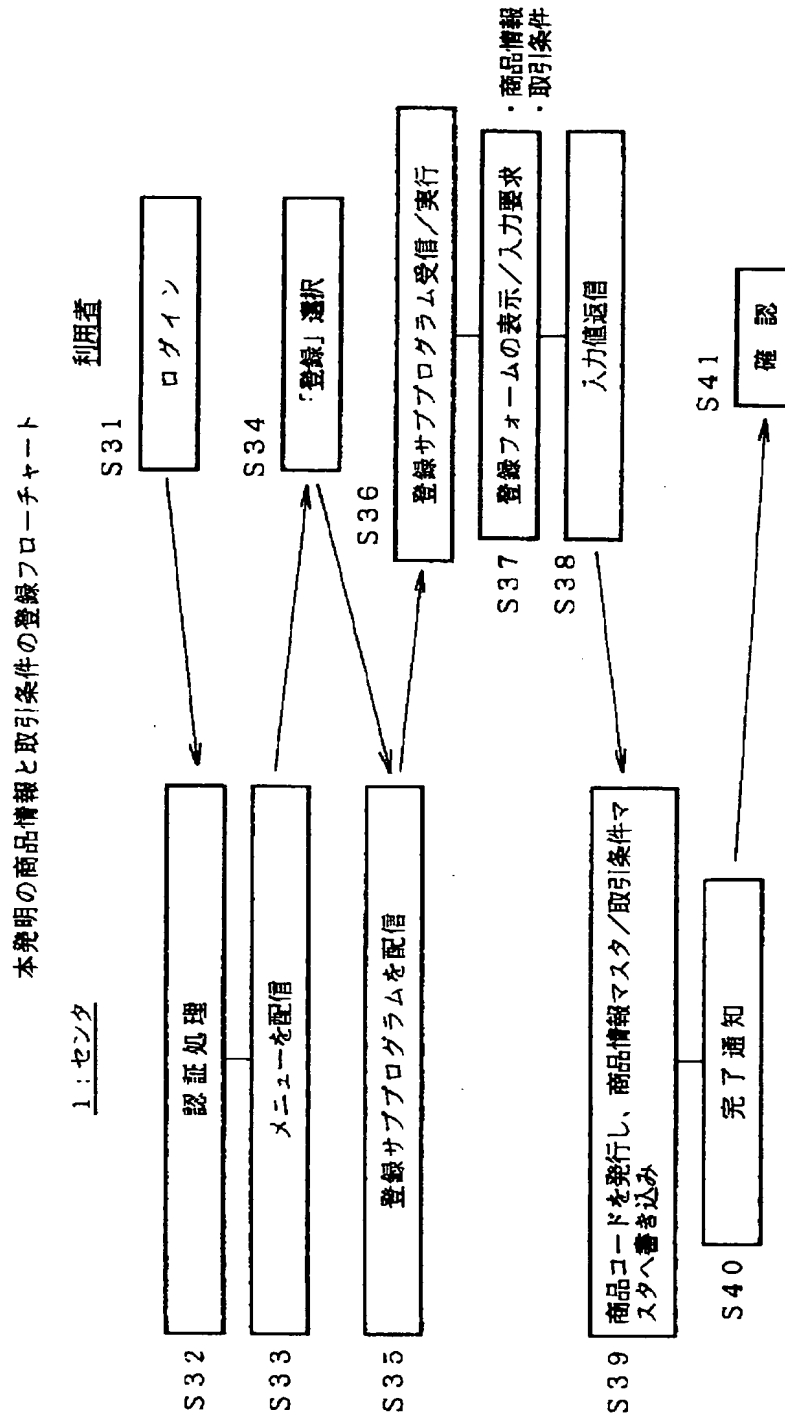 本発明の商品情報と取引条件の登録フローチャート
1：センタ
利用者
S31
ログイン
S32
認証処理
S33
メニューを配信
S34
「登録」選択
S35
登録サブプログラムを配信
S36
登録サブプログラム受信／実行
S37
登録フォームの表示／入力要求
・商品情報
・取引条件
S38
入力値返信
S39
商品コードを発行し、商品情報マスタ／取引条件マ
スタへ書き込み
S40
完了通知
S41
確認